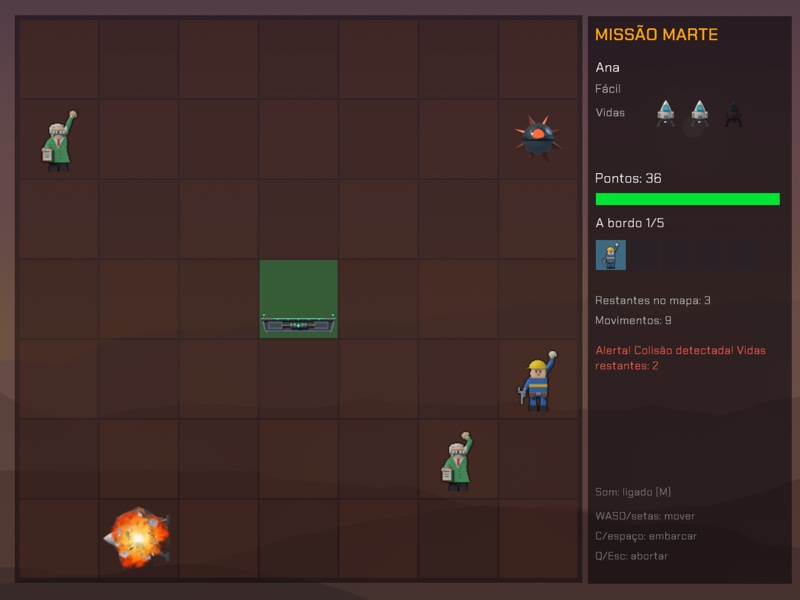 MISSÃO MARTE
Ana
Fácil
Vidas
Pontos: 36
A bordo 1/5
Restantes no mapa: 3
Movimentos: 9
Alerta! Colisão detectada! Vidas
restantes: 2
Som: ligado [M]
WASD/setas: mover
C/espaço: embarcar
Q/Esc: abortar